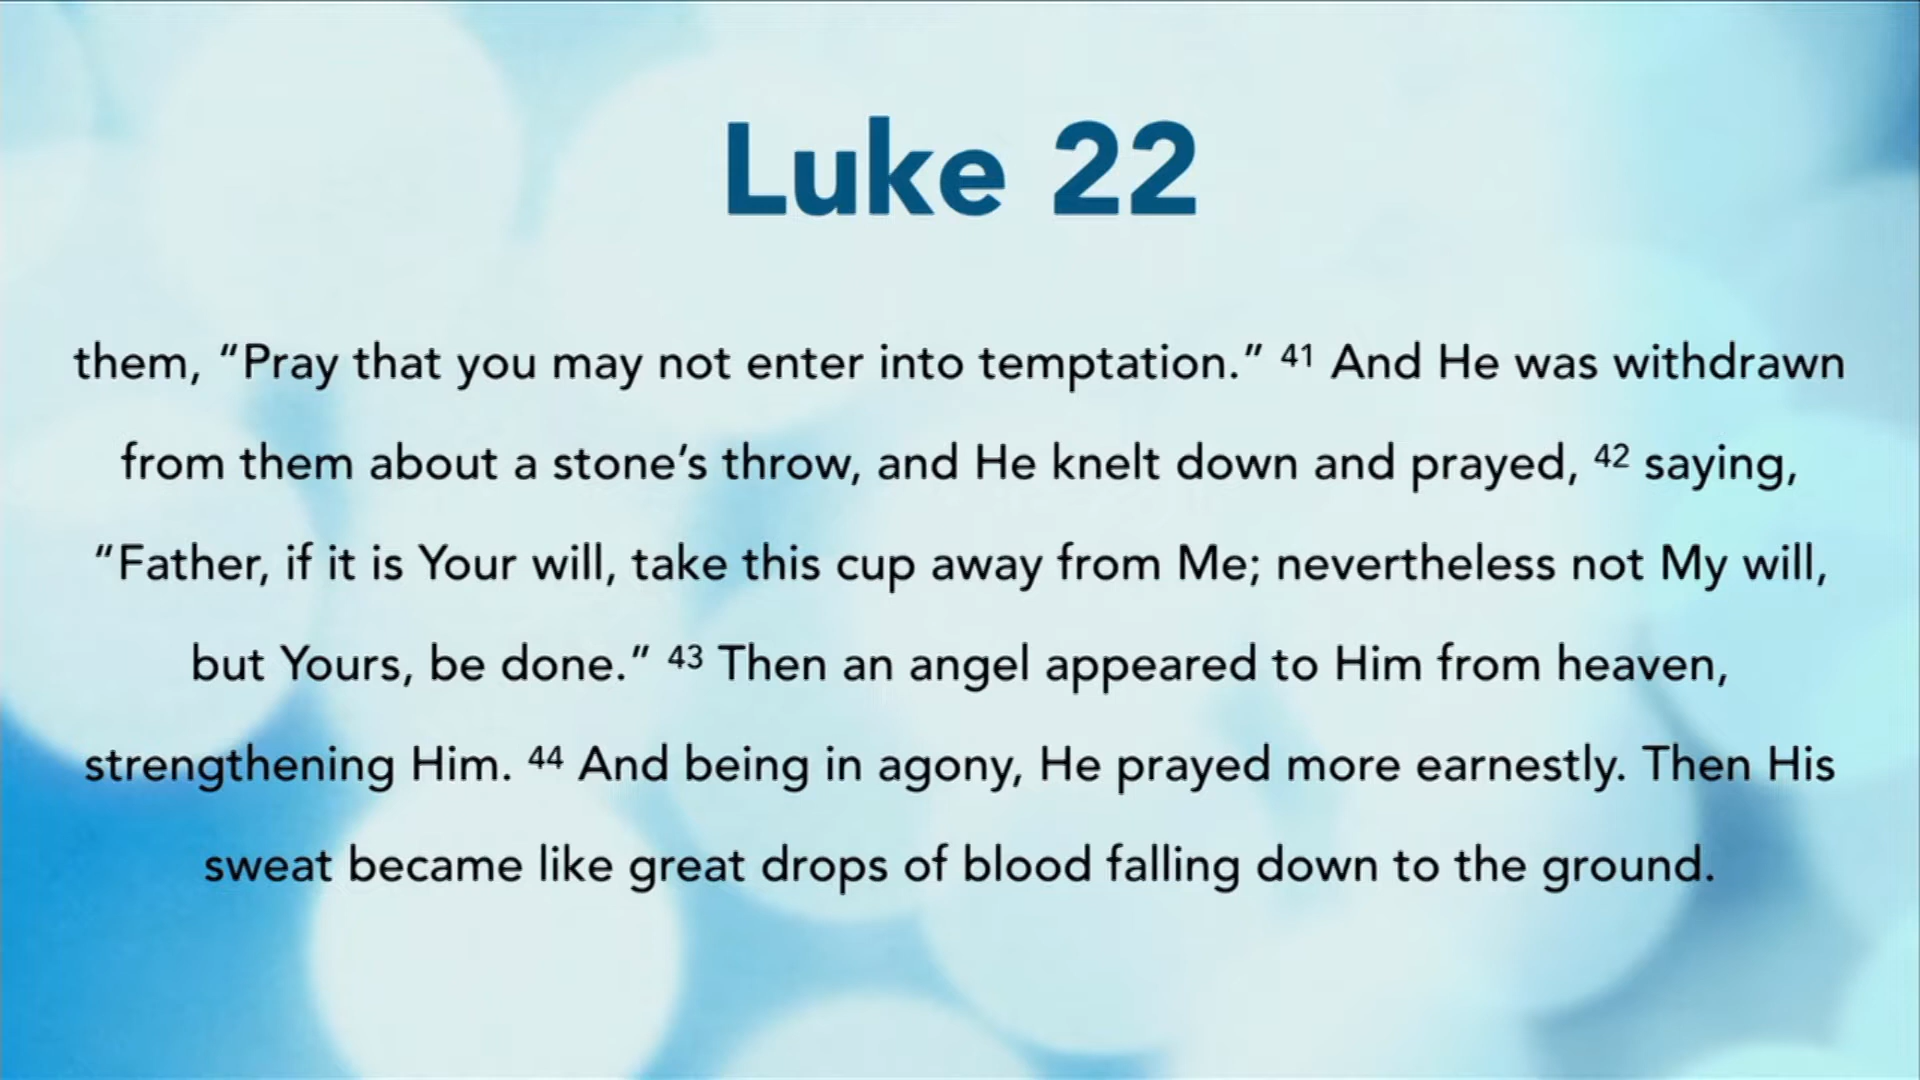 Luke 22
them, “Pray that you may not enter into temptation.” 41 And He was withdrawn
from them about a stone’s throw, and He knelt down and prayed, 42 saying,
“Father, if it is Your will, take this cup away from Me; nevertheless not My will,
but Yours, be done.” 43 Then an angel appeared to Him from heaven,
strengthening Him. 44 And being in agony, He prayed more earnestly. Then His
sweat became like great drops of blood falling down to the ground.